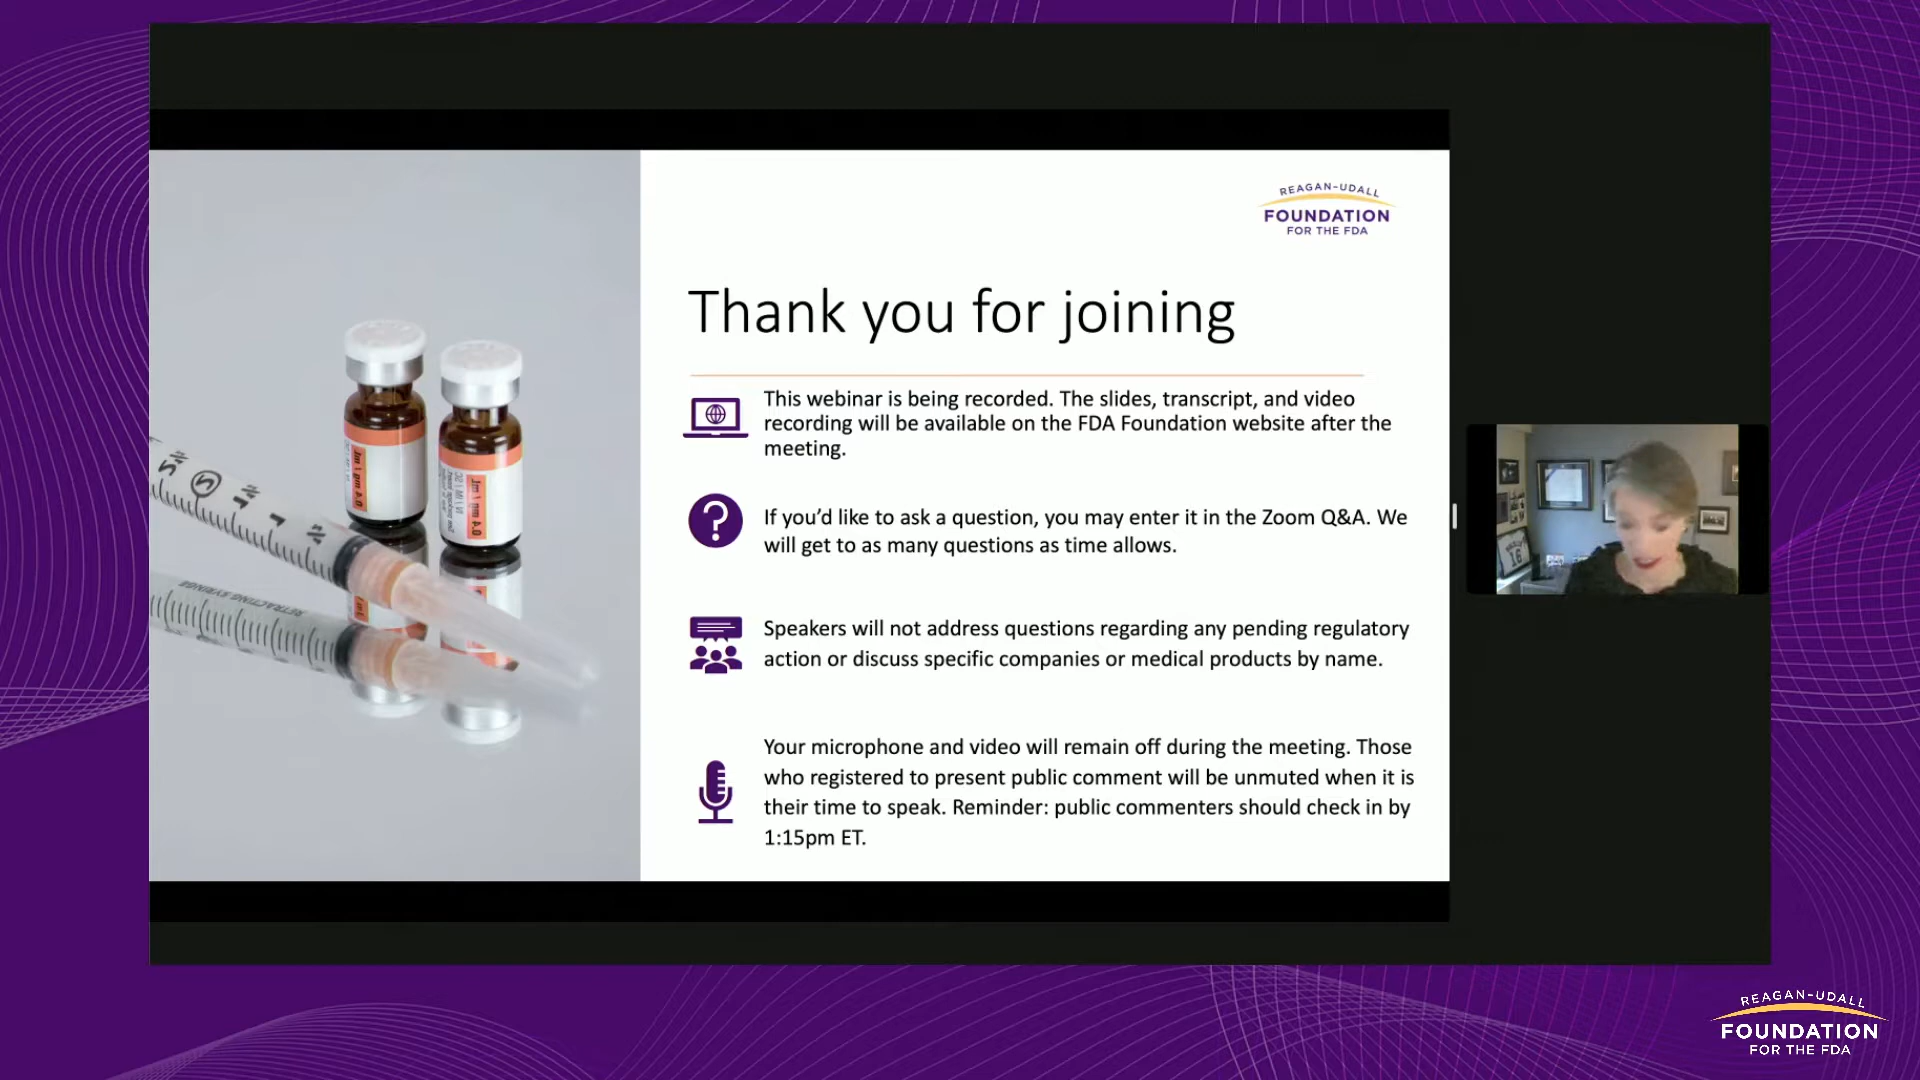 REAGAN-UDALL
FOUNDATION
FOR THE FDA
Thank you for joining
This webinar is being recorded. The slides, transcript, and video
recording will be available on the FDA Foundation website after the
meeting.
If you’d like to ask a question, you may enter it in the Zoom Q&A. We
will get to as many questions as time allows.
Speakers will not address questions regarding any pending regulatory
action or discuss specific companies or medical products by name.
Your microphone and video will remain off during the meeting. Those
who registered to present public comment will be unmuted when it is
their time to speak. Reminder: public commenters should check in by
1:15pm ET.
RETRACTING SYRINGE
16
REAGAN-UDALL
FOUNDATION
FOR THE FDA